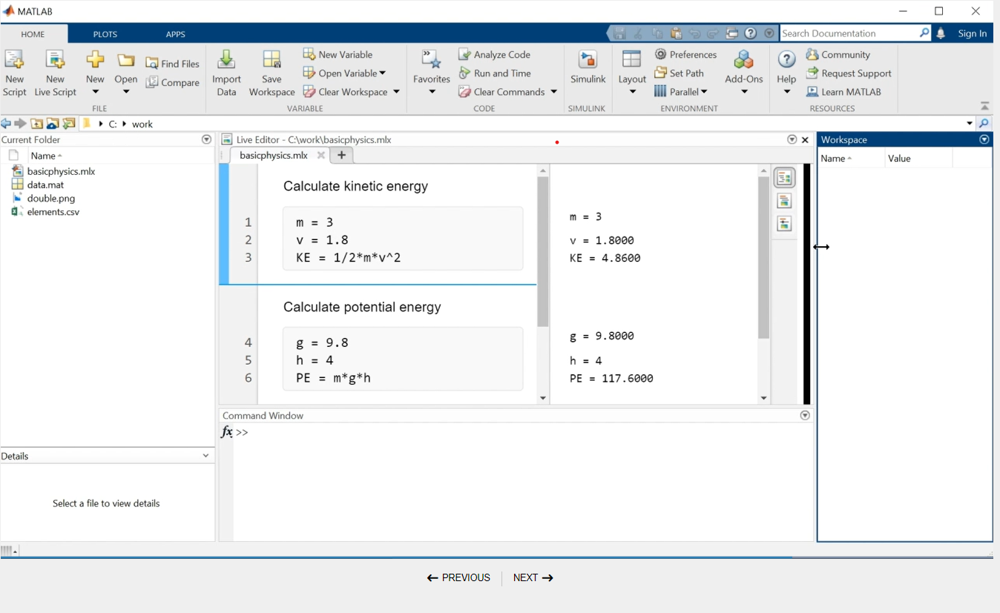 MATLAB
HOME PLOTS APPS
Search Documentation Sign In
New Script
New Live Script
New
Open
Find Files
Compare
FILE
Import Data
Save Workspace
New Variable
Open Variable
Clear Workspace
VARIABLE
Favorites
Analyze Code
Run and Time
Clear Commands
CODE
Simulink
SIMULINK
Layout
Preferences
Set Path
Parallel
Add-Ons
ENVIRONMENT
Help
Community
Request Support
Learn MATLAB
RESOURCES
C: work
Current Folder
Name
basicphysics.mlx
data.mat
double.png
elements.csv
Details
Select a file to view details
Live Editor - C:\work\basicphysics.mlx
basicphysics.mlx
Calculate kinetic energy
1 m = 3
2 v = 1.8
3 KE = 1/2*m*v^2
Calculate potential energy
4 g = 9.8
5 h = 4
6 PE = m*g*h
m = 3
v = 1.8000
KE = 4.8600
g = 9.8000
h = 4
PE = 117.6000
Command Window
fx >>
Workspace
Name Value
PREVIOUS NEXT